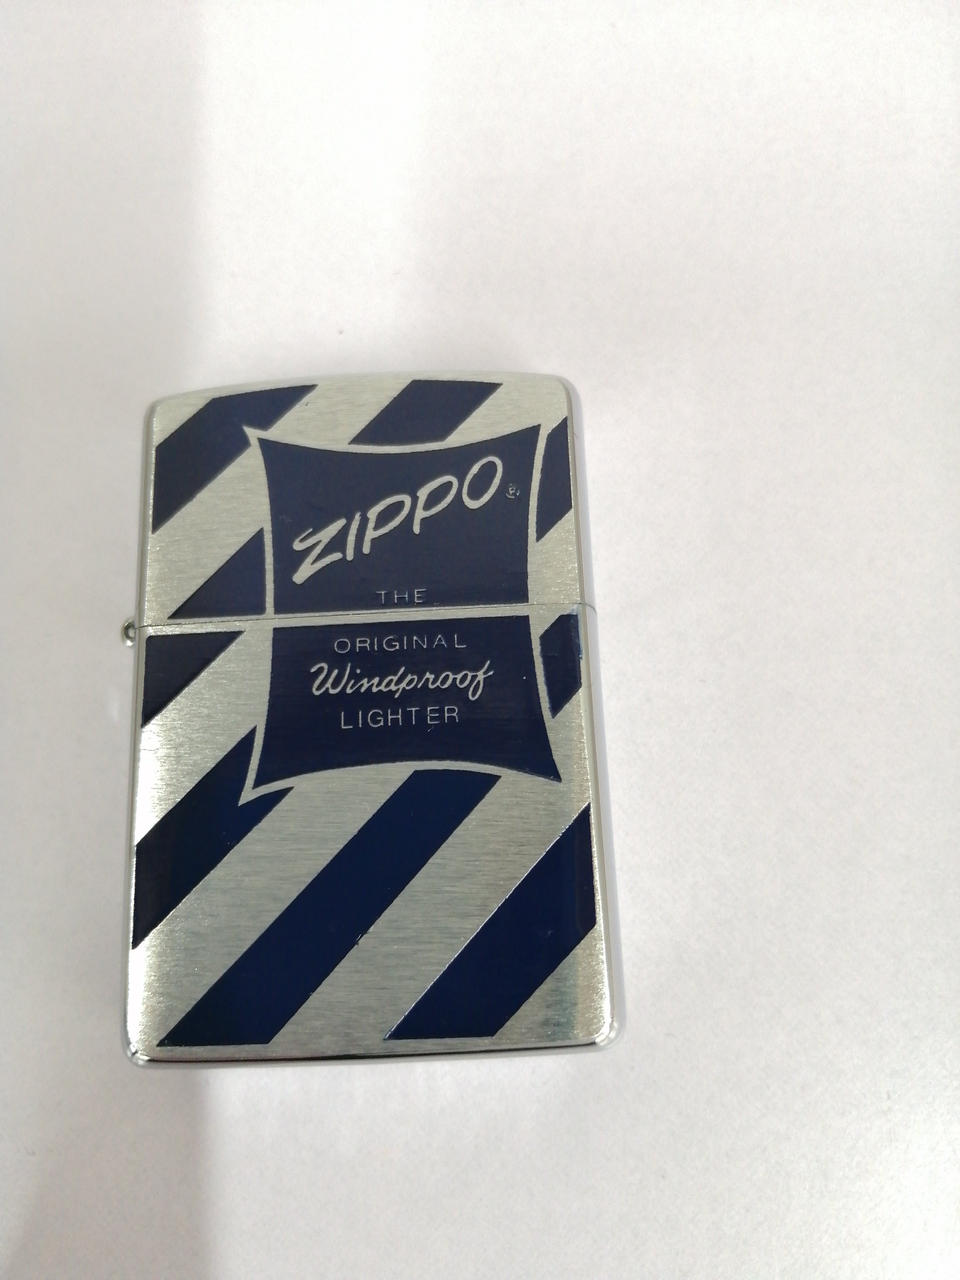 ZIPPO ®
THE
ORIGINAL
Windproof
LIGHTER